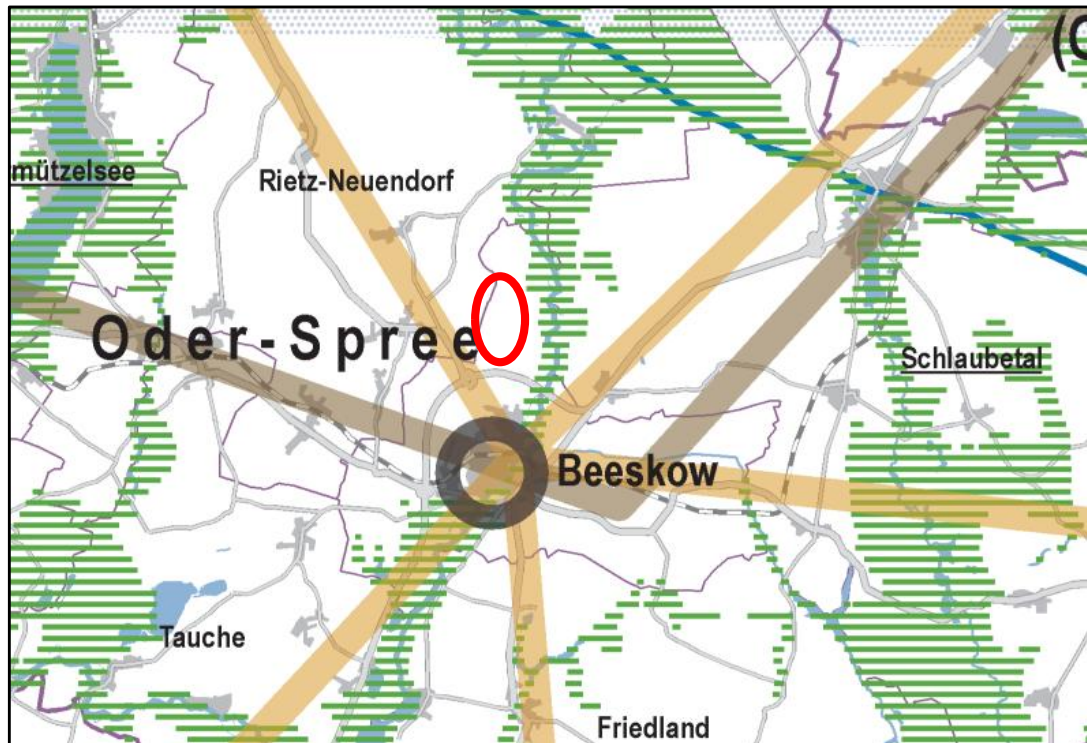 (
mützelsee
Rietz-Neuendorf
Oder-Spree
Schlaubetal
Beeskow
Tauche
Friedland